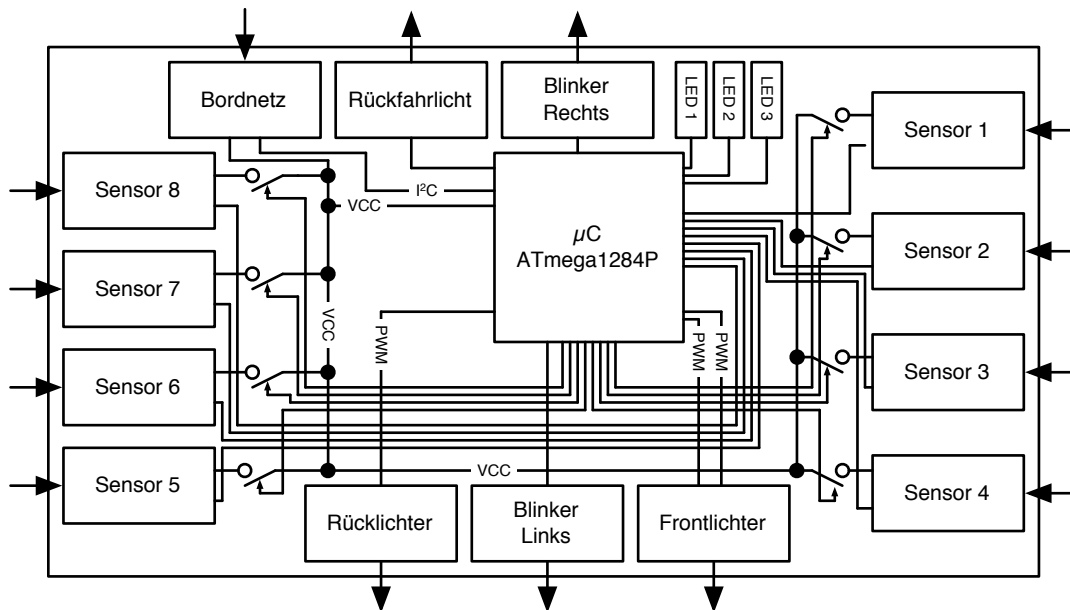 Bordnetz
Rückfahrlicht
Blinker
Rechts
LED 1
LED 2
LED 3
Sensor 1
Sensor 8
I²C
VCC
µC
ATmega1284P
Sensor 2
Sensor 7
VCC
PWM
PWM
PWM
Sensor 6
Sensor 3
Sensor 5
VCC
Sensor 4
Rücklichter
Blinker
Links
Frontlichter